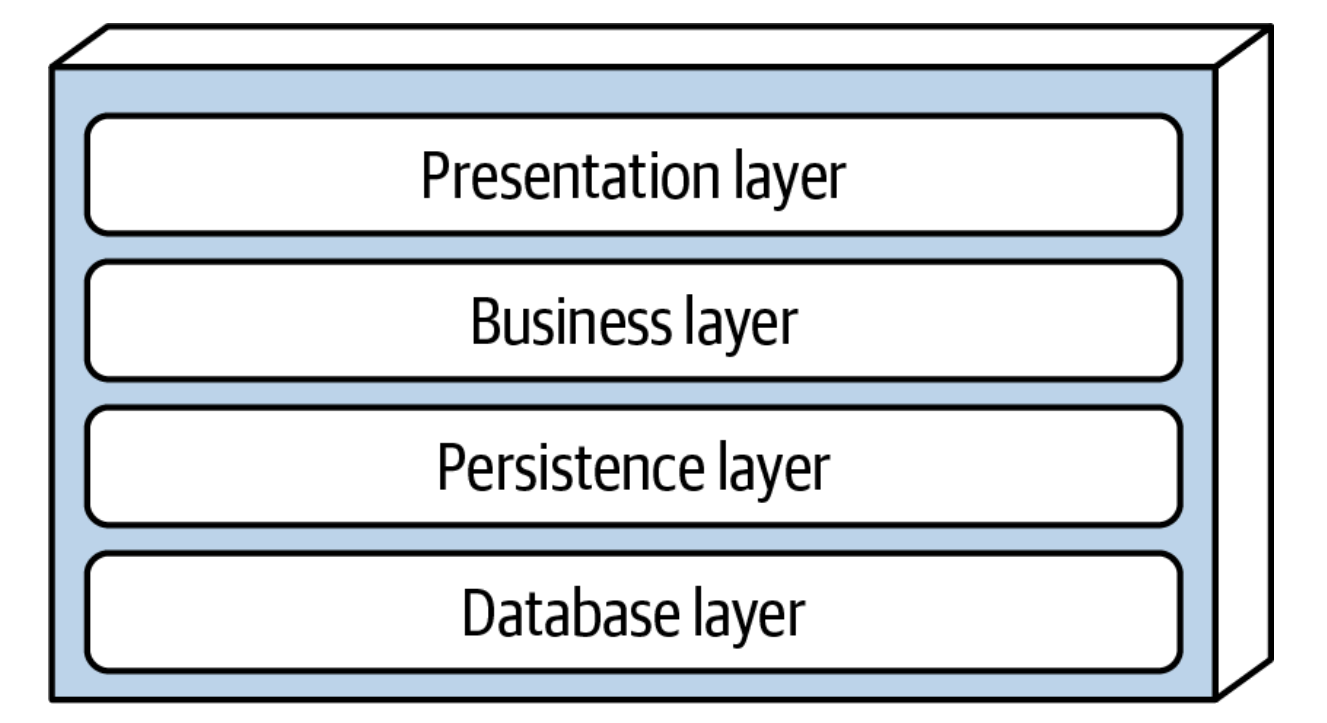 Presentation layer
Business layer
Persistence layer
Database layer